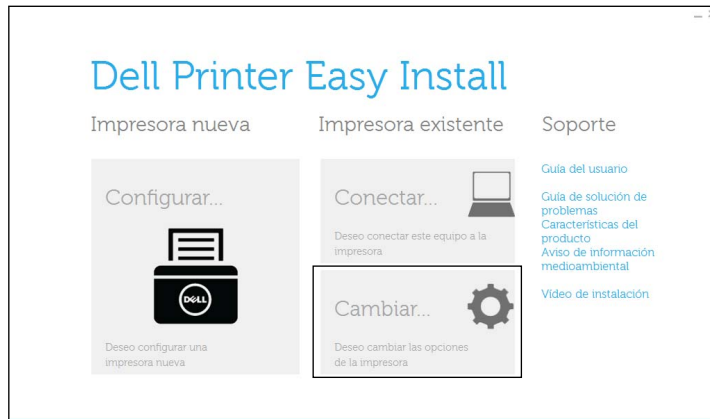 Dell Printer Easy Install
Impresora nueva
Configurar...
DELL
Deseo configurar una
impresora nueva
Impresora existente
Conectar...
Deseo conectar este equipo a la
impresora
Cambiar...
Deseo cambiar las opciones
de la impresora
Soporte
Guía del usuario
Guía de solución de
problemas
Características del
producto
Aviso de información
medioambiental
Vídeo de instalación